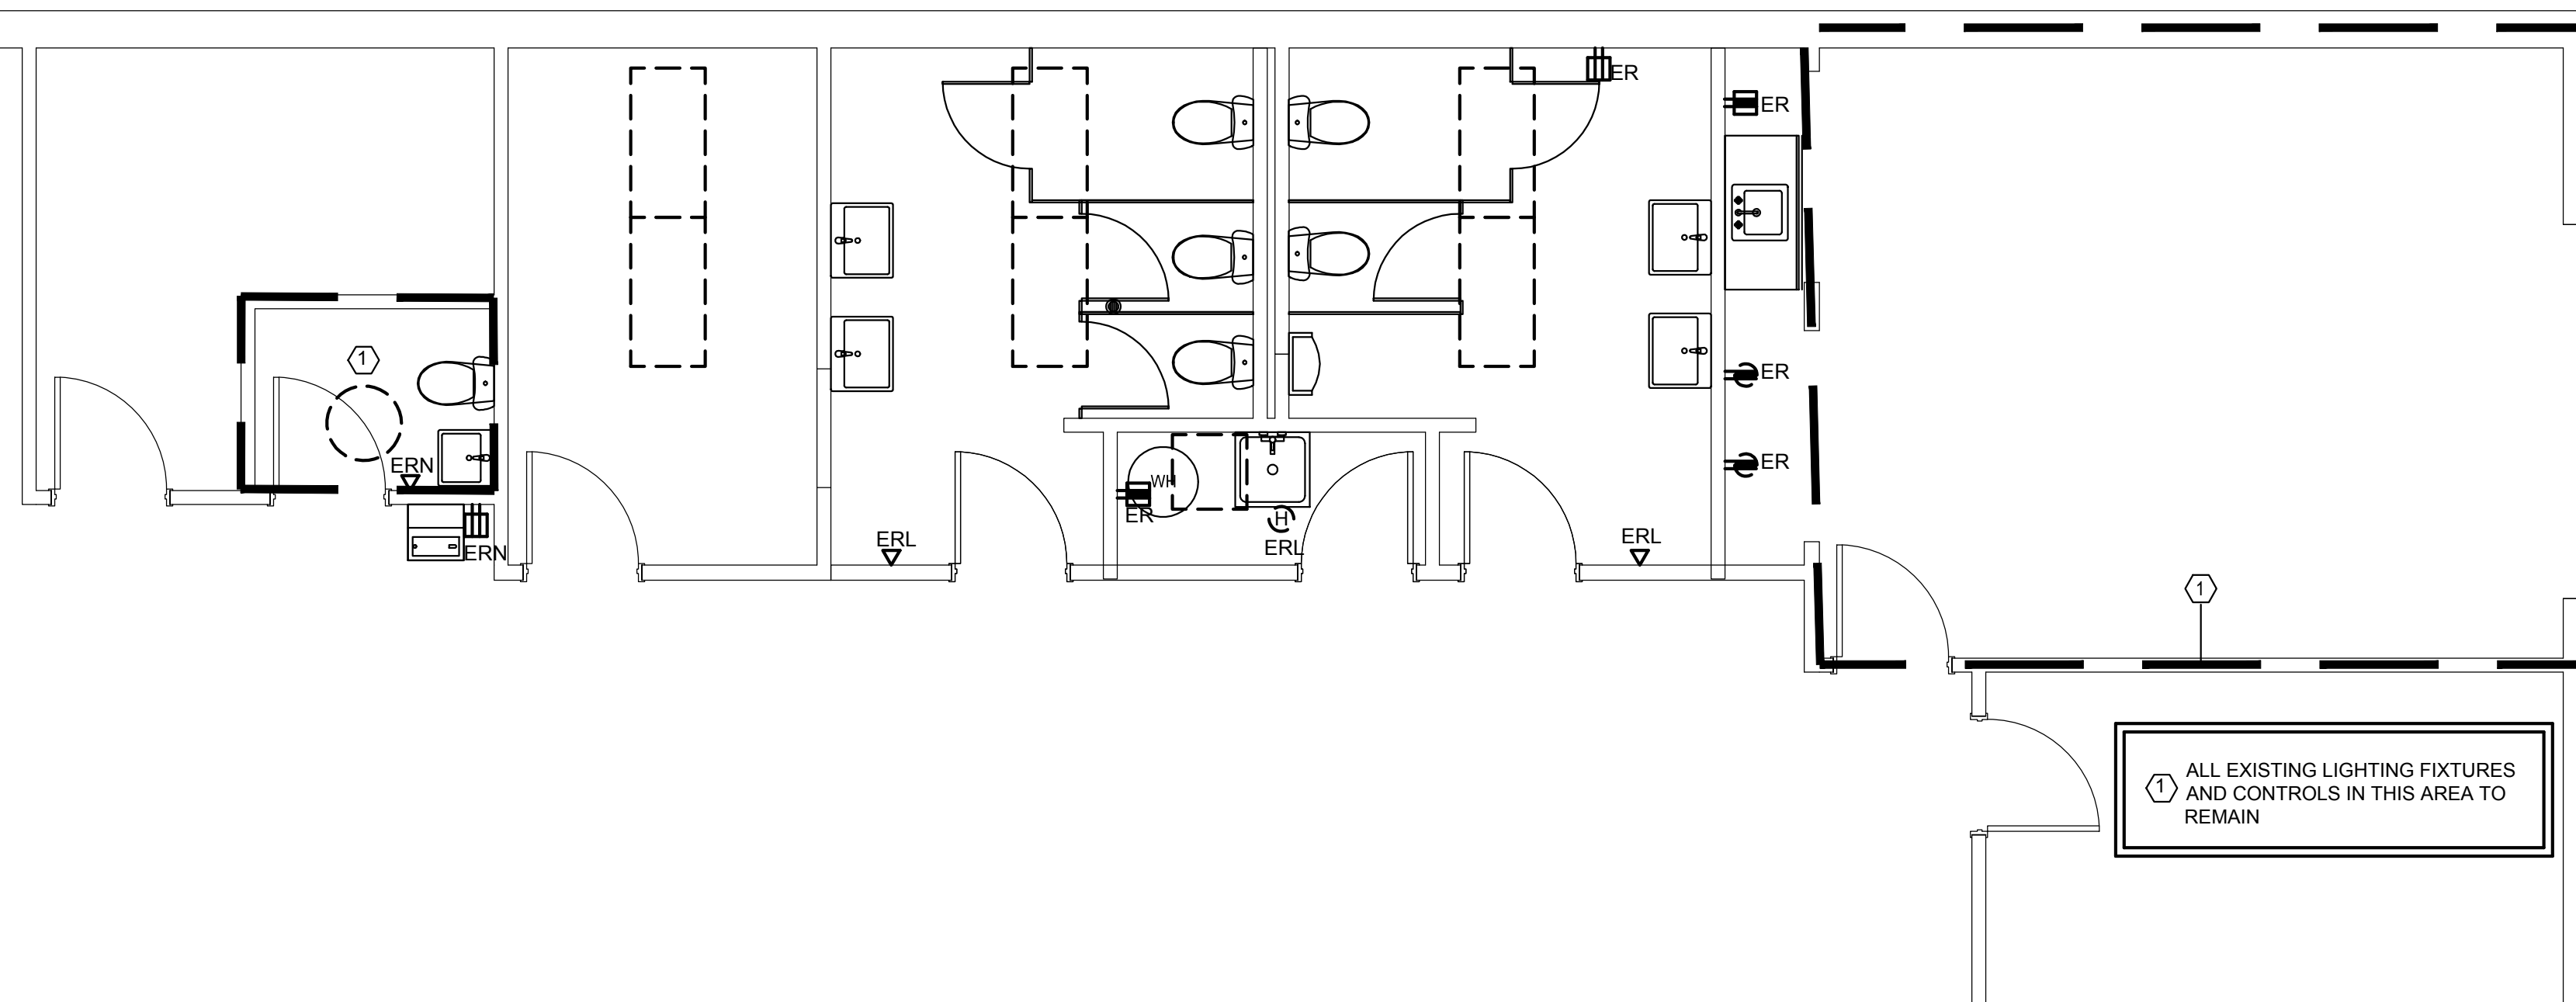 ER
ER
1
ER
ERN
ER
WH
ER
H
ERL
ERL
ERL
ERN
1
1
ALL EXISTING LIGHTING FIXTURES
AND CONTROLS IN THIS AREA TO
REMAIN